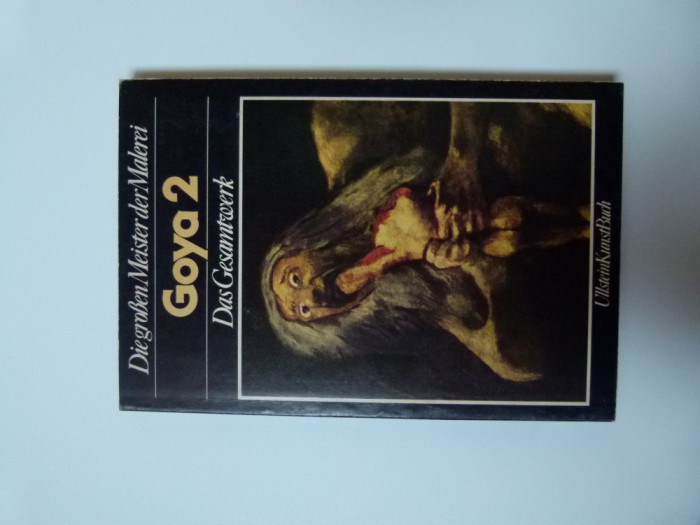 Die großen Meister der Malerei
Goya 2
Das Gesamtwerk
Ullstein Kunst Buch